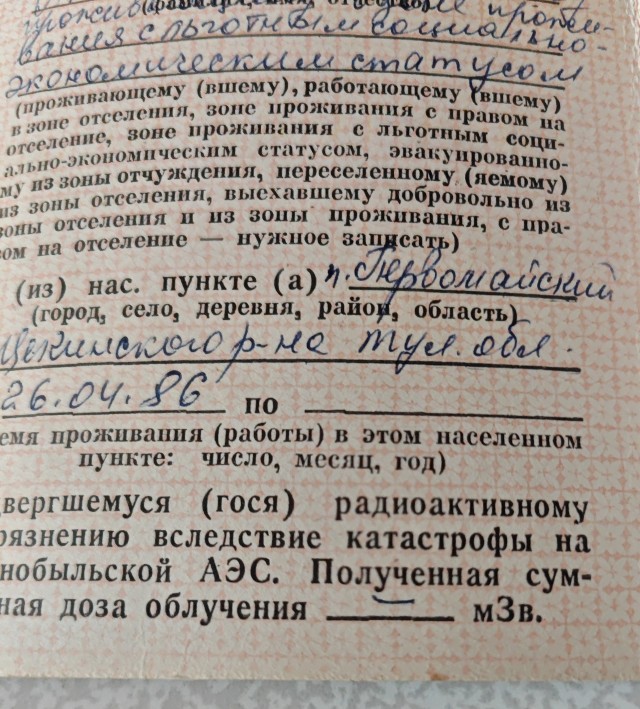 вания с льготным социально-
экономическим статусом
(проживающему (вшему), работающему (вшему)
в зоне отселения, зоне проживания с правом на
отселение, зоне проживания с льготным соци-
ально-экономическим статусом, эвакуированно-
му из зоны отчуждения, переселенному (яемому)
из зоны отселения, выехавшему добровольно из
зоны отселения и из зоны проживания, с пра-
вом на отселение — нужное записать)
(из) нас. пункте (а) п. Первомайский
(город, село, деревня, район, область)
Щекинского р-на Тул. обл.
26.04.86 по
емя проживания (работы) в этом населенном
пункте: число, месяц, год)
двергшемуся (гося) радиоактивному
рязнению вследствие катастрофы на
нобыльской АЭС. Полученная сум-
ная доза облучения — мЗв.